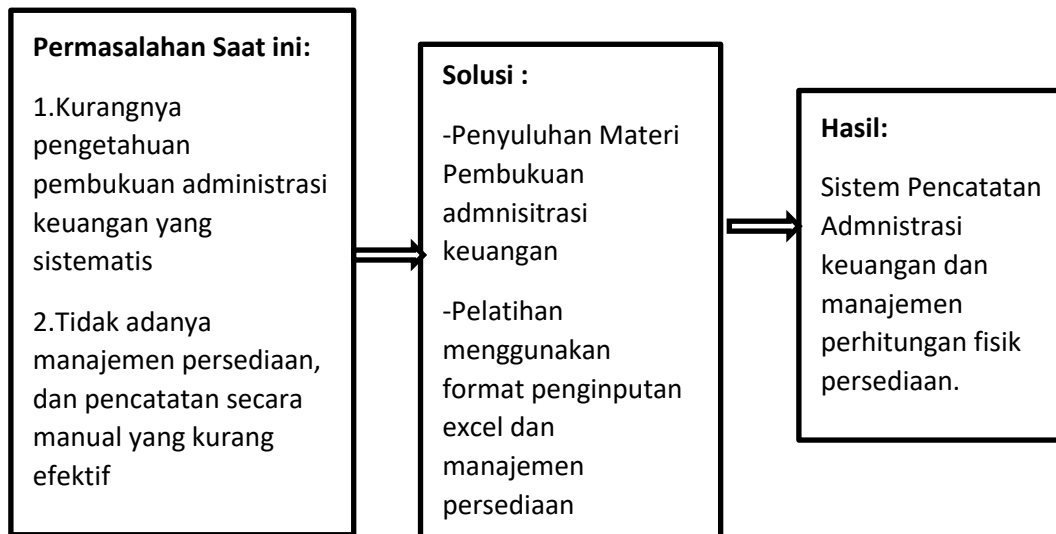 Permasalahan Saat ini:
1.Kurangnya
pengetahuan
pembukuan administrasi
keuangan yang
sistematis
2.Tidak adanya
manajemen persediaan,
dan pencatatan secara
manual yang kurang
efektif
Solusi :
-Penyuluhan Materi
Pembukuan
admnisitrasi
keuangan
-Pelatihan
menggunakan
format penginputan
excel dan
manajemen
persediaan
Hasil:
Sistem Pencatatan
Admnistrasi
keuangan dan
manajemen
perhitungan fisik
persediaan.